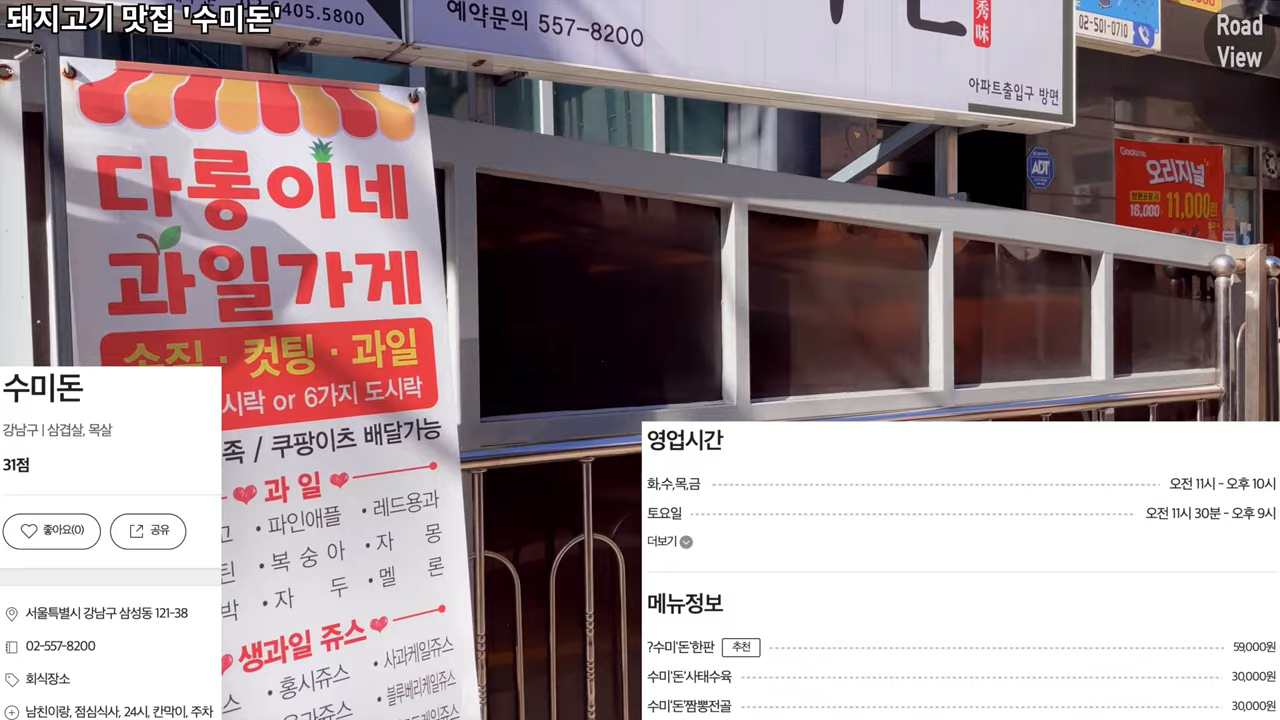 돼지고기 맛집 '수미돈'
6405.5800
예약문의 557-8200
秀味
아파트출입구 방면
02-501-0710
Road
View
ADT
오리지널
16,000 11,000원
다롱이네
과일가게
수직 · 컷팅 · 과일
시락 or 6가지 도시락
족 / 쿠팡이츠 배달가능
과일
• 파인애플 • 레드용과
• 복숭아 • 자몽
• 자두 • 멜론
생과일 쥬스
• 홍시쥬스 • 사과케일쥬스
• 블루베리케일쥬스
수미돈
강남구 | 삼겹살, 목살
31점
좋아요(0) 공유
서울특별시 강남구 삼성동 121-38
02-557-8200
회식장소
남친이랑, 점심식사, 24시, 칸막이, 주차
영업시간
화,수,목,금 오전 11시 - 오후 10시
토요일 오전 11시 30분 - 오후 9시
더보기
메뉴정보
?수미'돈'한판 추천 59,000원
수미'돈'사태수육 30,000원
수미'돈'짬뽕전골 30,000원